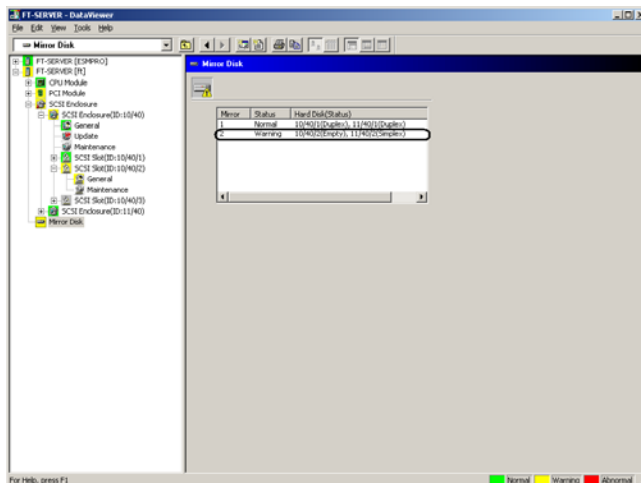 FT-SERVER - DataViewer
File Edit View Tools Help
Mirror Disk
FT-SERVER [ESMPRO]
FT-SERVER [ft]
CPU Module
PCI Module
SCSI Enclosure
SCSI Enclosure(ID:10/40)
General
Update
Maintenance
SCSI Slot(ID:10/40/1)
SCSI Slot(ID:10/40/2)
General
Maintenance
SCSI Slot(ID:10/40/3)
SCSI Enclosure(ID:11/40)
Mirror Disk
Mirror Disk
Mirror Status Hard Disk(Status)
1 Normal 10/40/1(Duplex), 11/40/1(Duplex)
2 Warning 10/40/2(Empty), 11/40/2(Simplex)
For Help, press F1
Normal Warning Abnormal